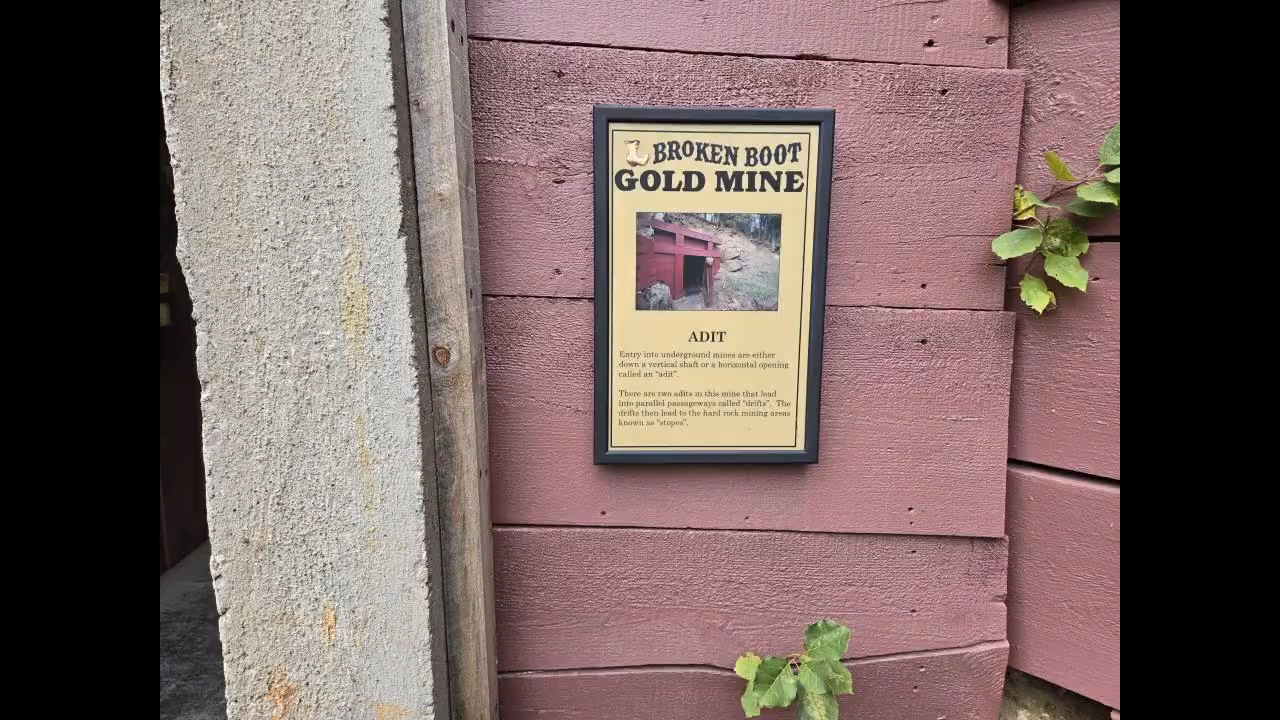 BROKEN BOOT
GOLD MINE
ADIT
Entry into underground mines are either
down a vertical shaft or a horizontal opening
called an "adit".
There are two adits in this mine that lead
into parallel passageways called "drifts". The
drifts then lead to the hard rock mining areas
known as "stopes".